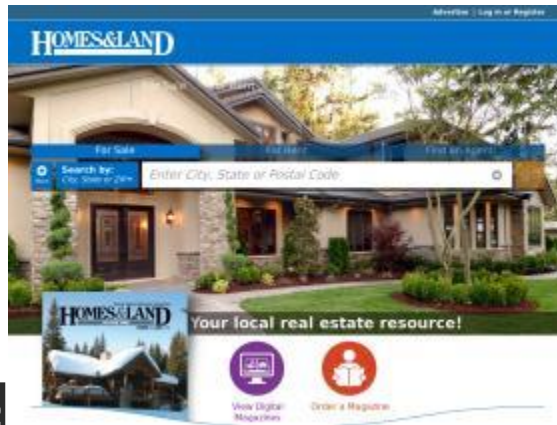 Advertise | Log in or Register
HOMES&LAND
For Sale
For Rent
Find an Agent
Search by:
City, State or ZIP
Enter City, State or Postal Code
HOMES&LAND
Your local real estate resource!
View Digital
Magazines
Order a Magazine